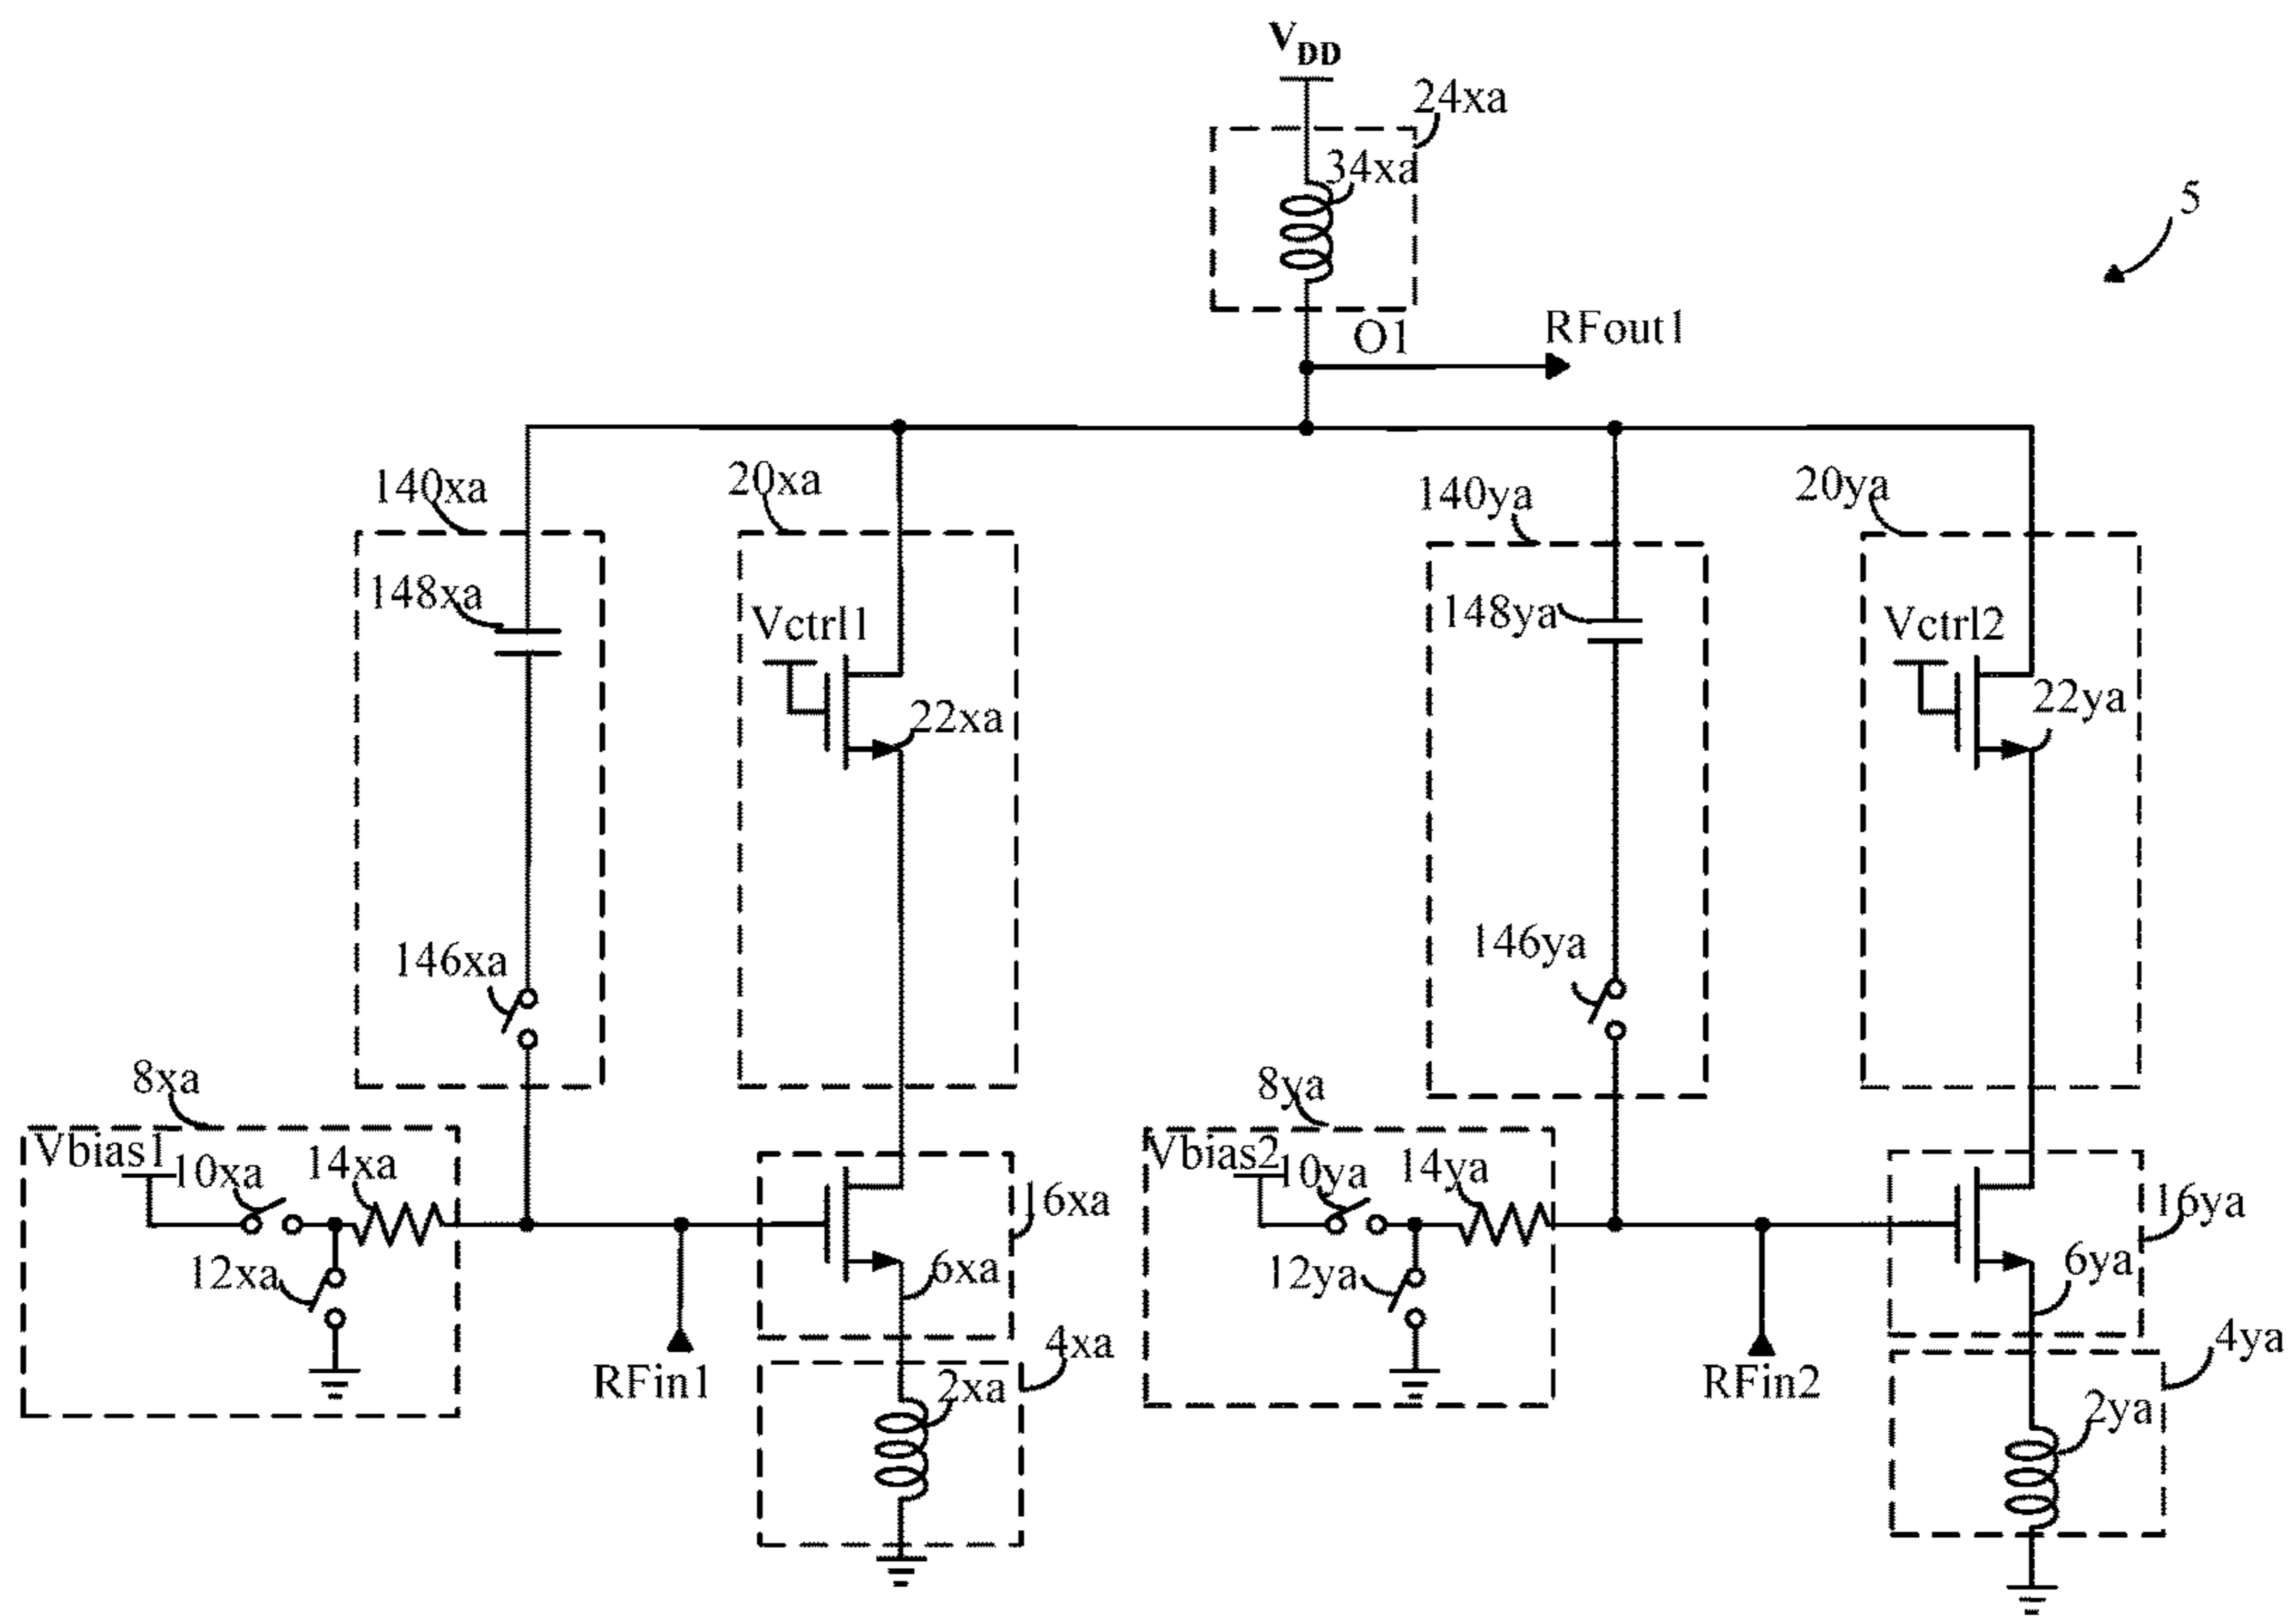 VDD
24xa
34xa
5
O1
RFout1
140xa
20xa
140ya
20ya
148xa
Vctrl1
148ya
Vctrl2
22xa
22ya
146xa
146ya
8xa
8ya
Vbias1
10xa
14xa
16xa
Vbias2
10ya
14ya
16ya
12xa
6xa
12ya
6ya
RFin1
4xa
RFin2
4ya
2xa
2ya